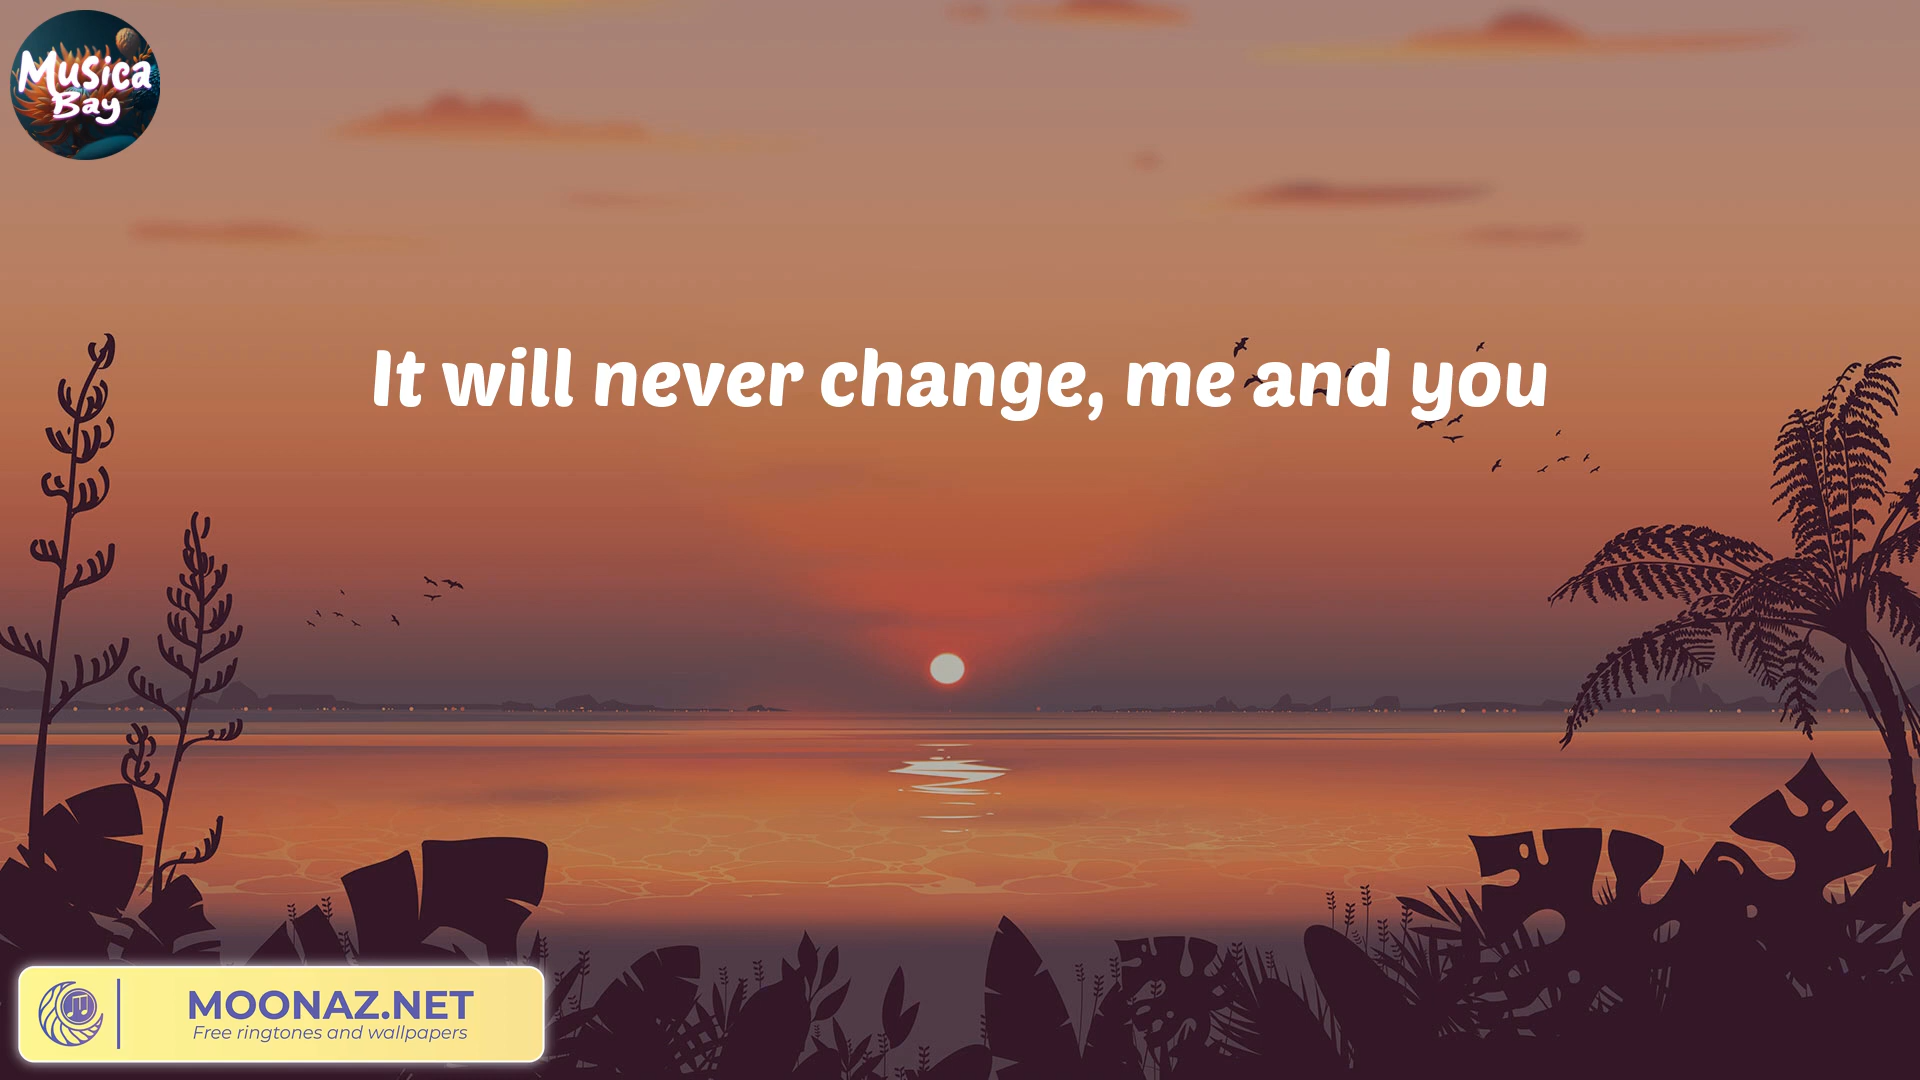 Musica
Bay
It will never change, me and you
MOONAZ.NET
Free ringtones and wallpapers